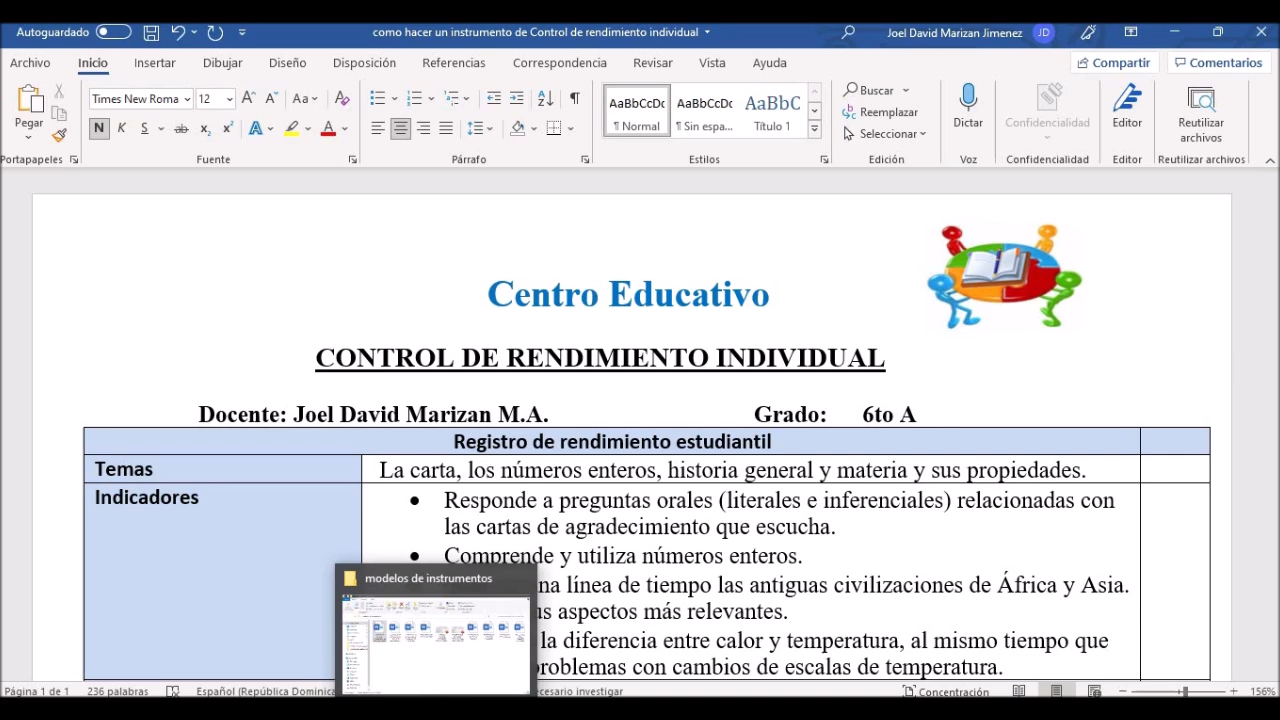 Autoguardado
como hacer un instrumento de Control de rendimiento individual
Joel David Marizan Jimenez JD
Archivo Inicio Insertar Dibujar Diseño Disposición Referencias Correspondencia Revisar Vista Ayuda Compartir Comentarios
Pegar
Times New Roma 12
Aa
N K S ab x₂ x²
AaBbCcDc AaBbCcDc AaBbC
¶ Normal ¶ Sin espa... Título 1
Buscar
Reemplazar
Seleccionar
Dictar
Confidencialidad
Editor
Reutilizar archivos
Portapapeles Fuente Párrafo Estilos Edición Voz Confidencialidad Editor Reutilizar archivos
Centro Educativo
CONTROL DE RENDIMIENTO INDIVIDUAL
Docente: Joel David Marizan M.A. Grado: 6to A
Registro de rendimiento estudiantil
Temas La carta, los números enteros, historia general y materia y sus propiedades.
Indicadores • Responde a preguntas orales (literales e inferenciales) relacionadas con
las cartas de agradecimiento que escucha.
• Comprende y utiliza números enteros.
modelos de instrumentos
na línea de tiempo las antiguas civilizaciones de África y Asia.
us aspectos más relevantes.
la diferencia entre calor y temperatura, al mismo tiempo que
problemas con cambios de escalas de temperatura.
Página 1 de 1 236 palabras Español (República Dominica
necesario investigar
Concentración
156%